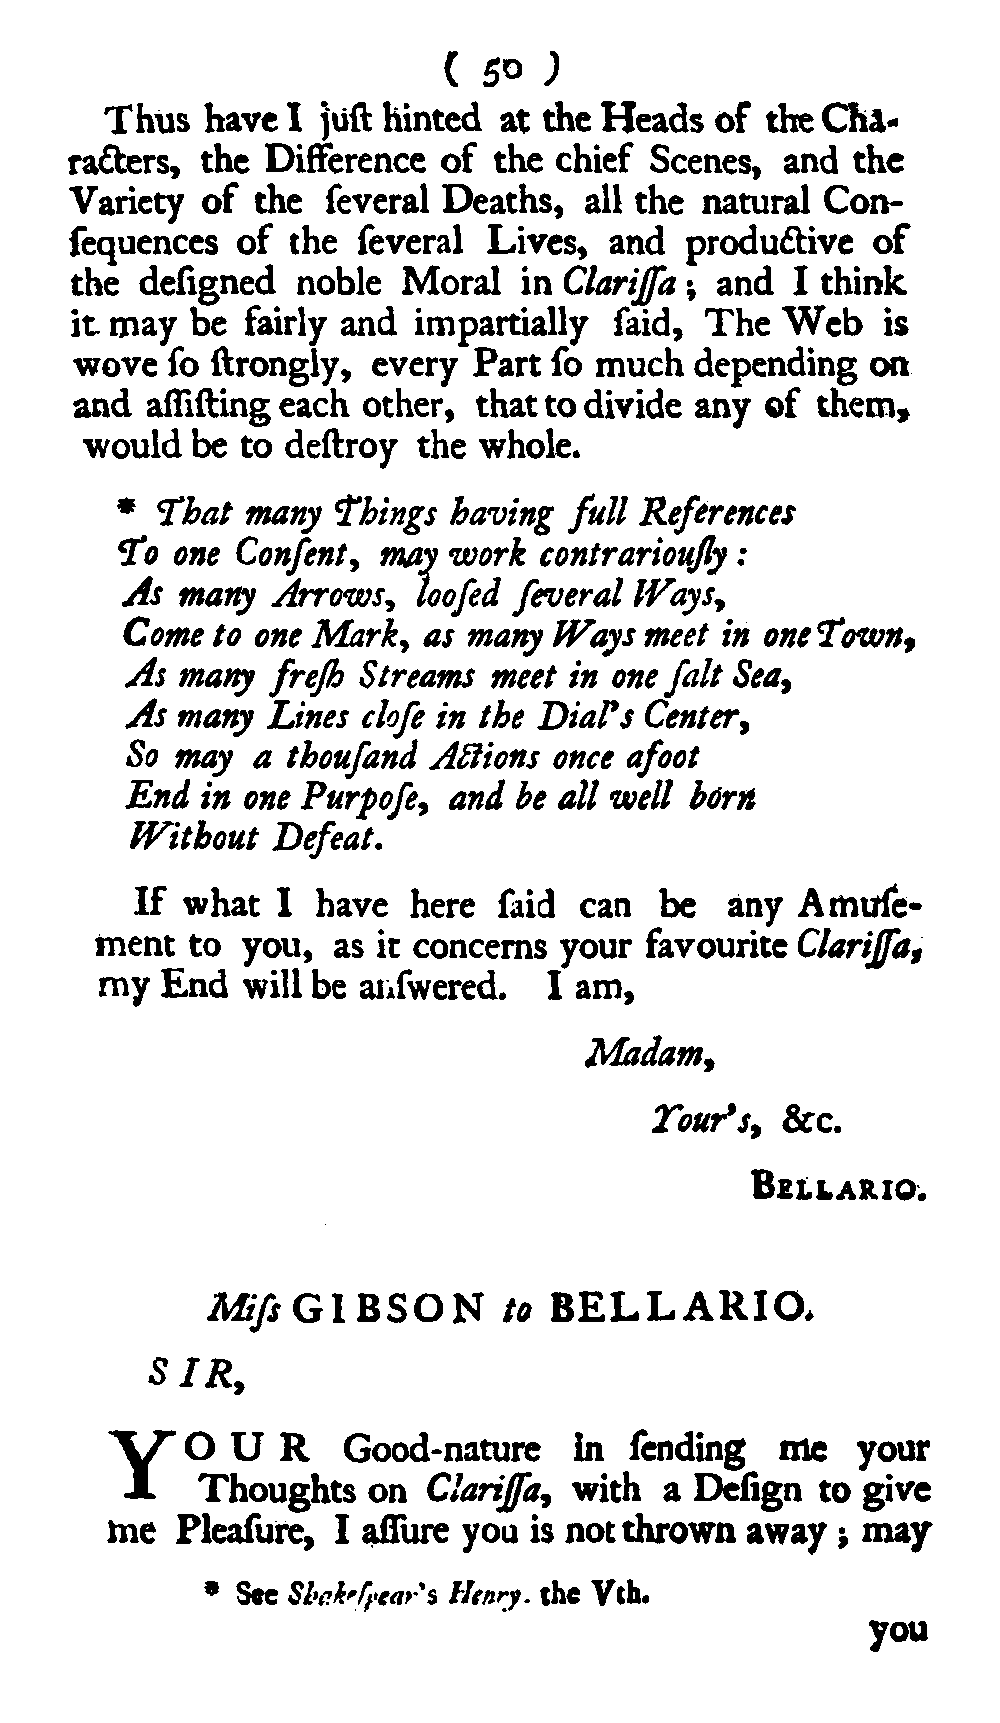 ( 50 )
Thus have I juſt hinted at the Heads of the Cha-
racters, the Difference of the chief Scenes, and the
Variety of the ſeveral Deaths, all the natural Con-
ſequences of the ſeveral Lives, and productive of
the deſigned noble Moral in Clariſſa; and I think
it may be fairly and impartially ſaid, The Web is
wove ſo ſtrongly, every Part ſo much depending on
and aſſiſting each other, that to divide any of them,
would be to deſtroy the whole.
* That many Things having full References
To one Conſent, may work contrariouſly:
As many Arrows, looſed ſeveral Ways,
Come to one Mark, as many Ways meet in one Town,
As many freſh Streams meet in one ſalt Sea,
As many Lines cloſe in the Dial's Center,
So may a thouſand Actions once afoot
End in one Purpoſe, and be all well born
Without Defeat.
If what I have here ſaid can be any Amuſe-
ment to you, as it concerns your favourite Clariſſa,
my End will be anſwered. I am,
Madam,
Your's, &c.
BELLARIO.
Miſs GIBSON to BELLARIO.
SIR,
YOUR Good-nature in ſending me your
Thoughts on Clariſſa, with a Deſign to give
me Pleaſure, I aſſure you is not thrown away; may
* See Shakeſpear's Henry. the Vth.
you